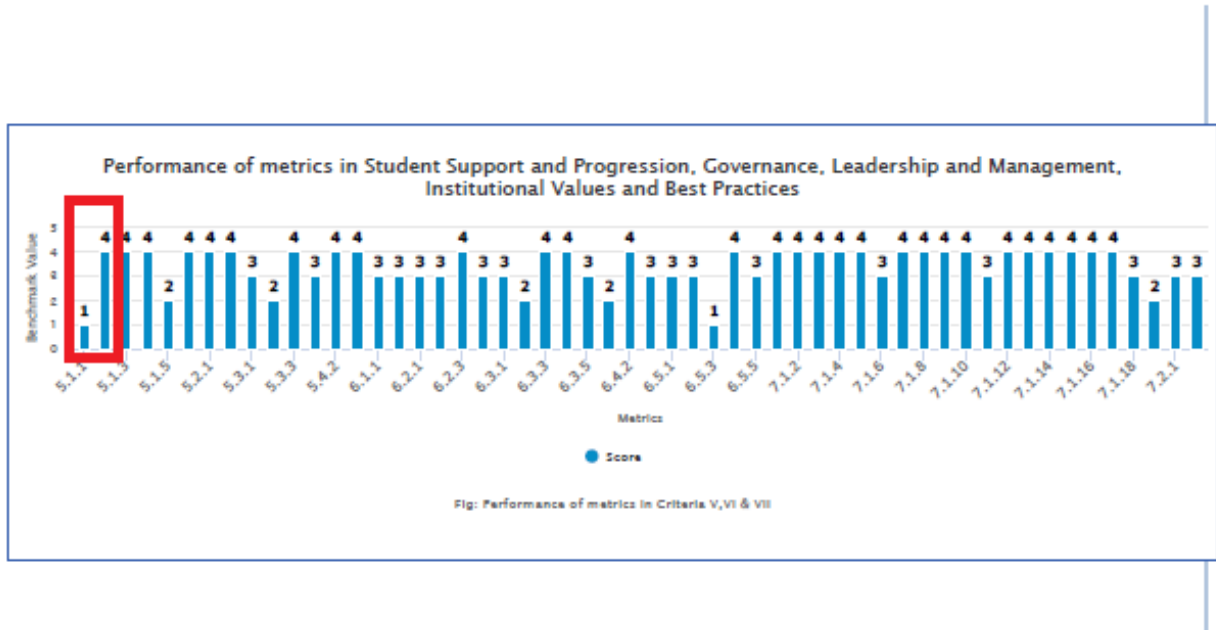 Performance of metrics in Student Support and Progression, Governance, Leadership and Management,
Institutional Values and Best Practices
Benchmark Value
5
4
3
2
1
0
1 4 4 4 2 4 4 4 3 2 4 3 4 4 3 3 3 3 4 3 3 2 4 4 3 2 4 3 3 3 1 4 3 4 4 4 4 4 3 4 4 4 4 3 4 4 4 4 4 4 3 2 3 3
5.1.1 5.1.3 5.1.5 5.2.1 5.3.1 5.3.3 5.4.2 6.1.1 6.2.1 6.2.3 6.3.1 6.3.3 6.3.5 6.4.2 6.5.1 6.5.3 6.5.5 7.1.2 7.1.4 7.1.6 7.1.8 7.1.10 7.1.12 7.1.14 7.1.16 7.1.18 7.2.1
Metrics
Score
Fig: Performance of metrics in Criteria V,VI & VII